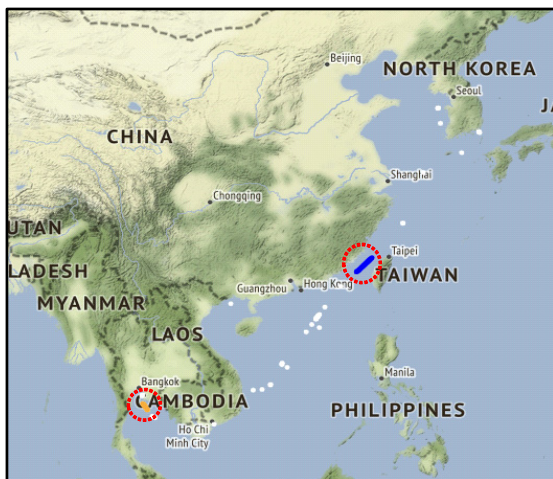 Beijing
NORTH KOREA
Seoul
JA
CHINA
Shanghai
Chongqing
UTAN
Taipei
LADESH
TAIWAN
Guangzhou
Hong Kong
MYANMAR
LAOS
Bangkok
Manila
CAMBODIA
PHILIPPINES
Ho Chi
Minh City